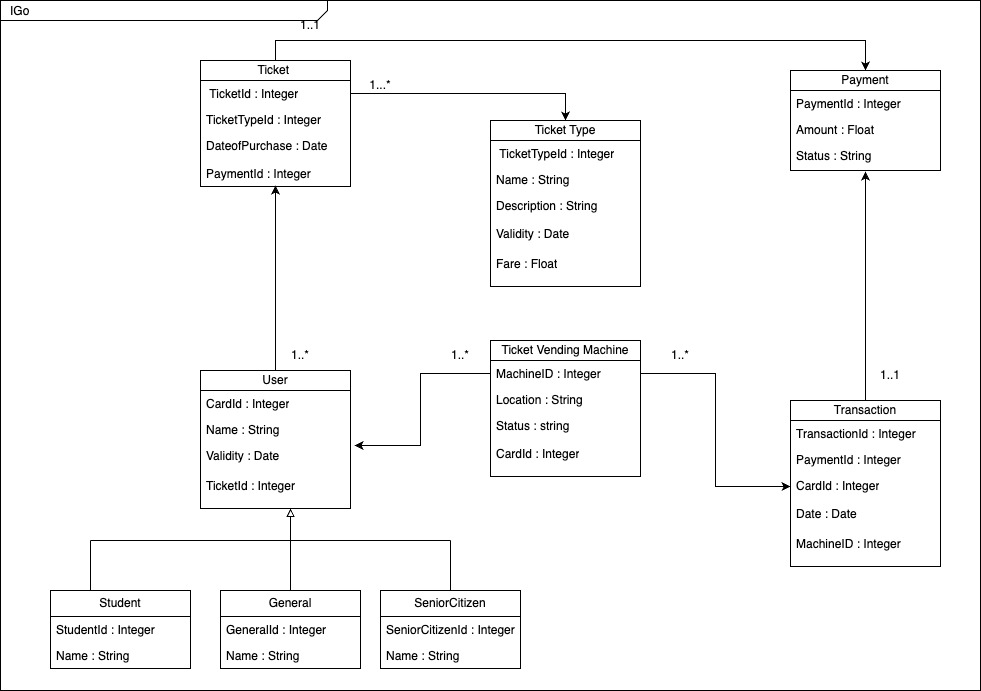 IGo
1..1
Ticket
TicketId : Integer
TicketTypeId : Integer
DateofPurchase : Date
PaymentId : Integer
1...*
Ticket Type
TicketTypeId : Integer
Name : String
Description : String
Validity : Date
Fare : Float
Payment
PaymentId : Integer
Amount : Float
Status : String
1..*
User
CardId : Integer
Name : String
Validity : Date
TicketId : Integer
1..*
Ticket Vending Machine
MachineID : Integer
Location : String
Status : string
CardId : Integer
1..*
1..1
Transaction
TransactionId : Integer
PaymentId : Integer
CardId : Integer
Date : Date
MachineID : Integer
Student
StudentId : Integer
Name : String
General
GeneralId : Integer
Name : String
SeniorCitizen
SeniorCitizenId : Integer
Name : String